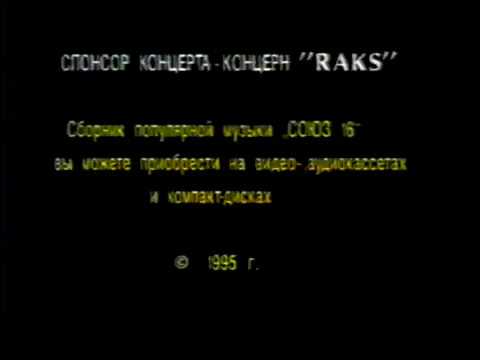 СПОНСОР КОНЦЕРТА - КОНЦЕРН "RAKS"
Сборник популярной музыки „СОЮЗ 16"
вы можете приобрести на видео-, аудиокассетах
и компакт-дисках
© 1995 г.